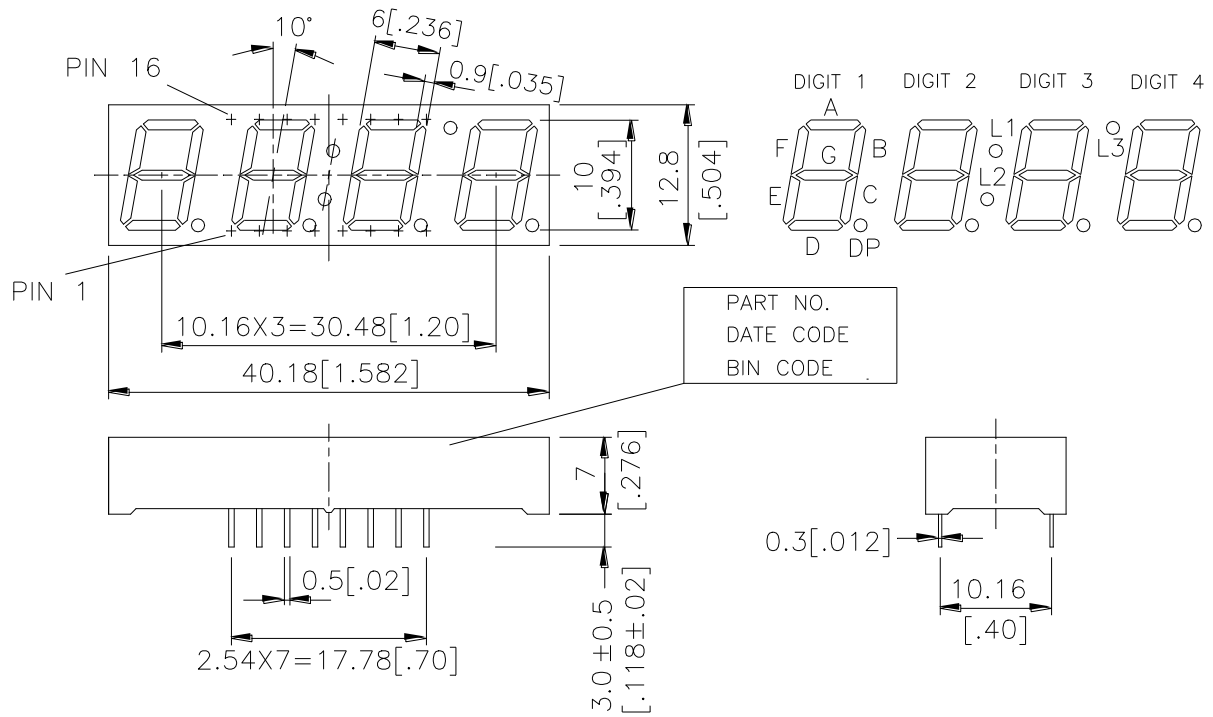 10°
6[.236]
PIN 16
0.9[.035]
10
[.394]
12.8
[.504]
PIN 1
10.16X3=30.48[1.20]
40.18[1.582]
DIGIT 1
DIGIT 2
DIGIT 3
DIGIT 4
A
L1
F
G
B
L3
L2
E
C
D
DP
PART NO.
DATE CODE
BIN CODE
7
[.276]
0.5[.02]
2.54X7=17.78[.70]
3.0±0.5
[.118±.02]
0.3[.012]
10.16
[.40]